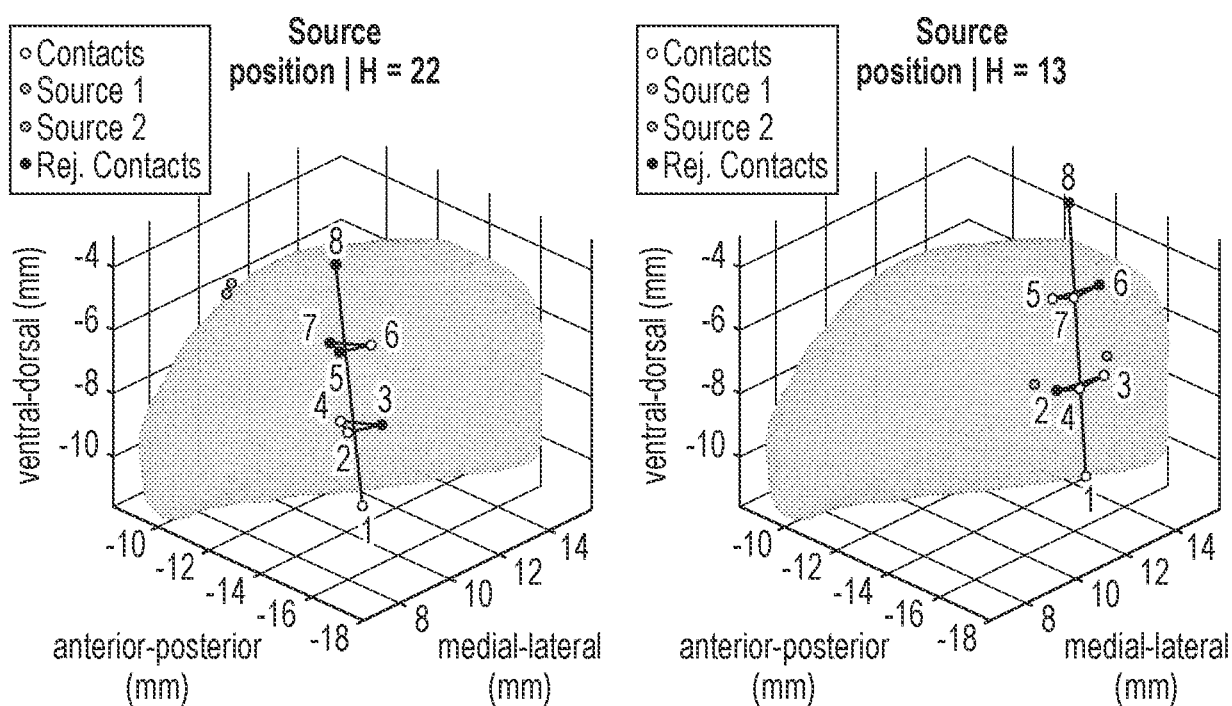 Contacts
Source 1
Source 2
Rej. Contacts
Source
position | H = 22
8
7
6
5
4
3
2
1
-4
-6
-8
-10
ventral-dorsal (mm)
-10
-12
-14
-16
-18
8
10
12
14
anterior-posterior
(mm)
medial-lateral
(mm)
Contacts
Source 1
Source 2
Rej. Contacts
Source
position | H = 13
8
5
6
7
3
2
4
1
-4
-6
-8
-10
ventral-dorsal (mm)
-10
-12
-14
-16
-18
8
10
12
14
anterior-posterior
(mm)
medial-lateral
(mm)